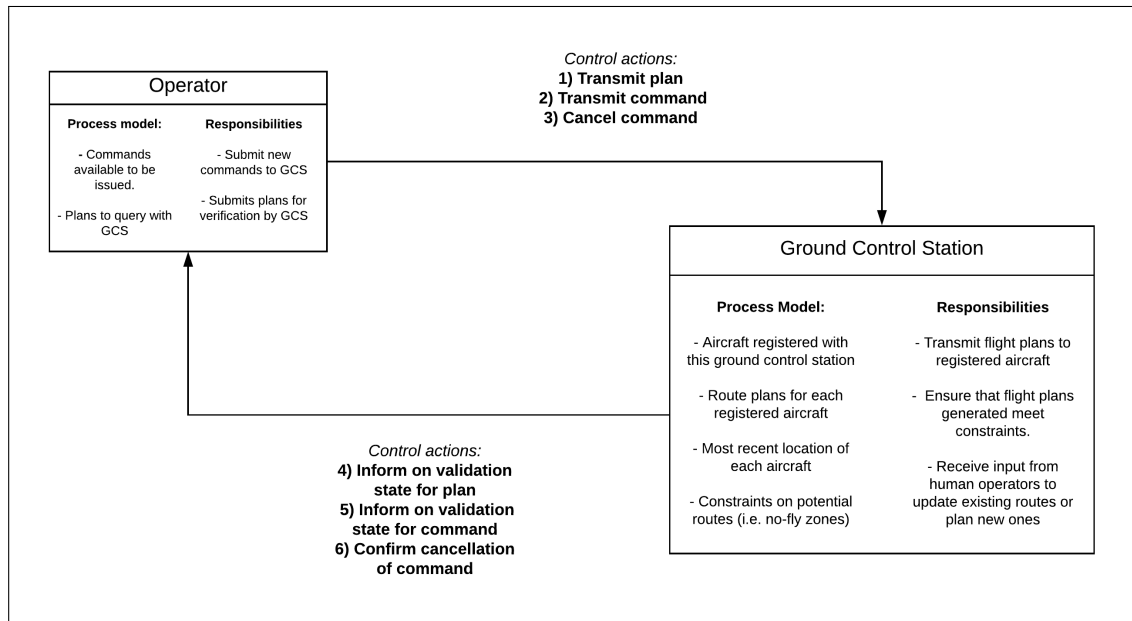 Control actions:
1) Transmit plan
2) Transmit command
3) Cancel command
Operator
Process model:
- Commands
available to be
issued.
- Plans to query with
GCS
Responsibilities
- Submit new
commands to GCS
- Submits plans for
verification by GCS
Ground Control Station
Process Model:
- Aircraft registered with
this ground control station
- Route plans for each
registered aircraft
- Most recent location of
each aircraft
- Constraints on potential
routes (i.e. no-fly zones)
Responsibilities
- Transmit flight plans to
registered aircraft
- Ensure that flight plans
generated meet
constraints.
- Receive input from
human operators to
update existing routes or
plan new ones
Control actions:
4) Inform on validation
state for plan
5) Inform on validation
state for command
6) Confirm cancellation
of command